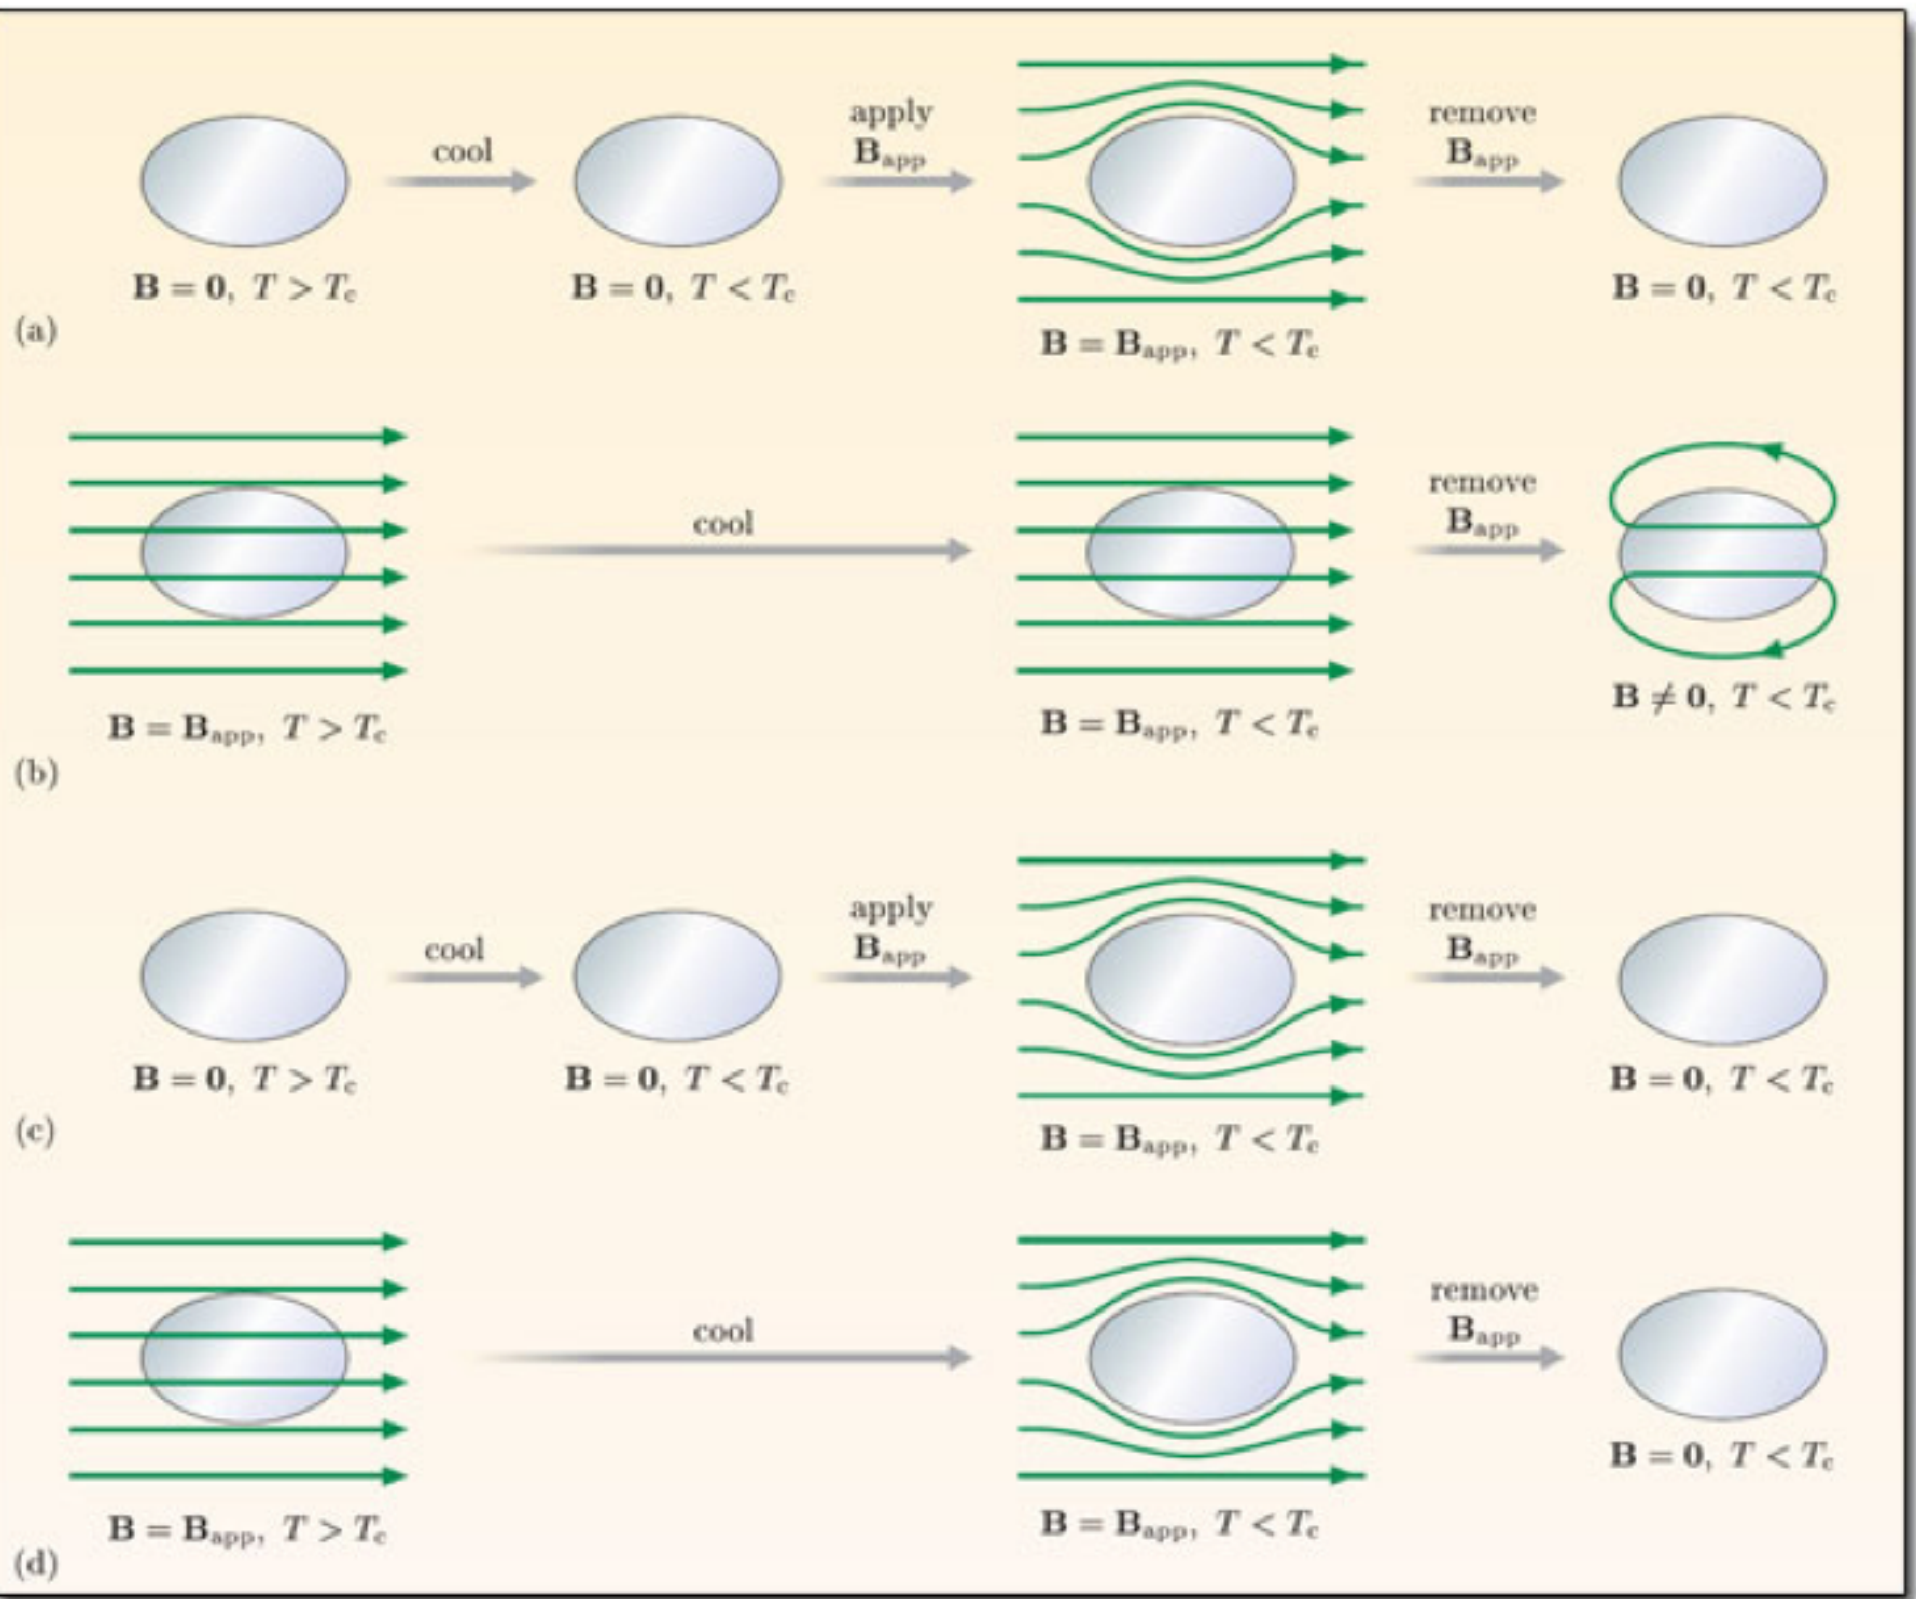 cool
apply
B_app
remove
B_app
B = 0, T > T_c
B = 0, T < T_c
B = 0, T < T_c
B = B_app, T < T_c
(a)
cool
remove
B_app
B = B_app, T > T_c
B = B_app, T < T_c
B ≠ 0, T < T_c
(b)
cool
apply
B_app
remove
B_app
B = 0, T > T_c
B = 0, T < T_c
B = 0, T < T_c
B = B_app, T < T_c
(c)
cool
remove
B_app
B = B_app, T > T_c
B = B_app, T < T_c
B = 0, T < T_c
(d)